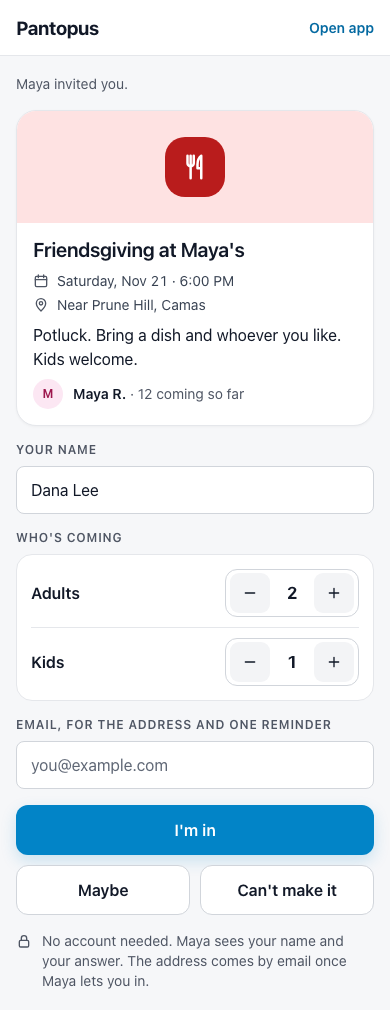 Pantopus
Open app
Maya invited you.
Friendsgiving at Maya's
Saturday, Nov 21 · 6:00 PM
Near Prune Hill, Camas
Potluck. Bring a dish and whoever you like.
Kids welcome.
M
Maya R. · 12 coming so far
YOUR NAME
Dana Lee
WHO'S COMING
Adults
− 2 +
Kids
− 1 +
EMAIL, FOR THE ADDRESS AND ONE REMINDER
you@example.com
I'm in
Maybe
Can't make it
No account needed. Maya sees your name and
your answer. The address comes by email once
Maya lets you in.